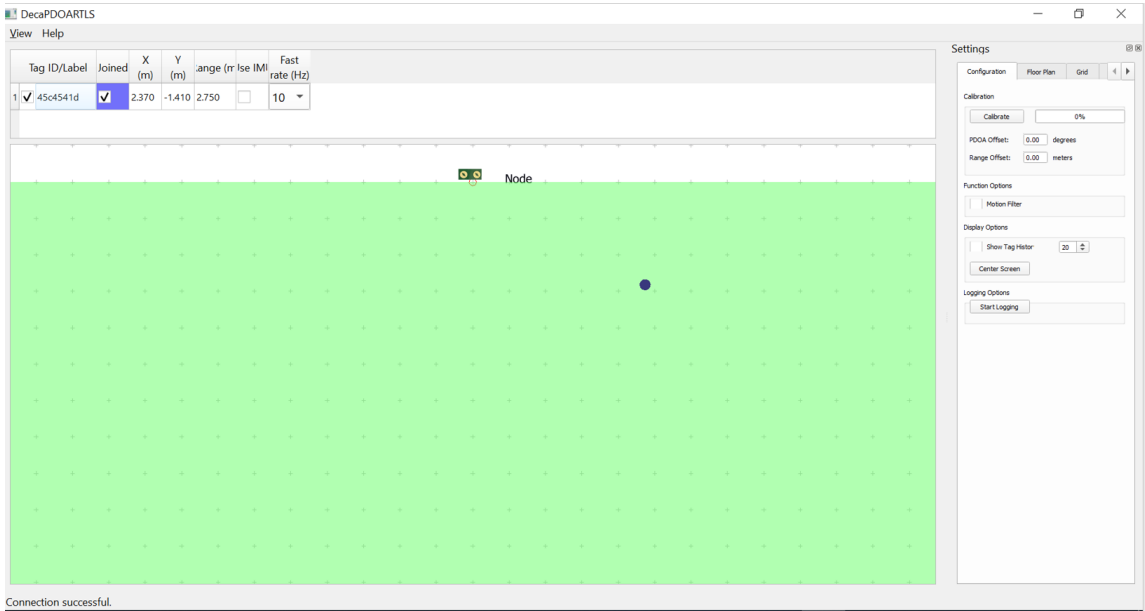 DecaPDOARTLS
View Help
Tag ID/Label Joined X (m) Y (m) ange (m Use IMU Fast rate (Hz)
1 45c4541d 2.370 -1.410 2.750 10
Node
Settings
Configuration Floor Plan Grid
Calibration
Calibrate 0%
PDOA Offset: 0.00 degrees
Range Offset: 0.00 meters
Function Options
Motion Filter
Display Options
Show Tag Histor 20
Center Screen
Logging Options
Start Logging
Connection successful.